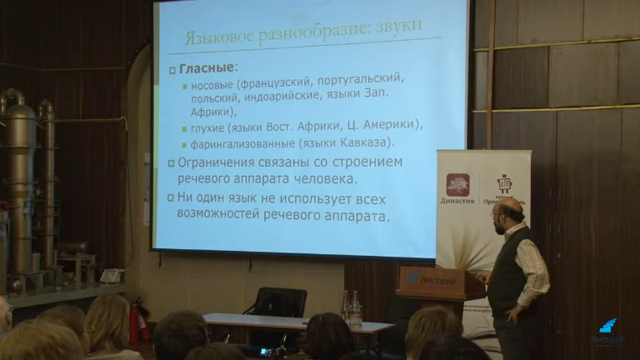 Языковое разнообразие: звуки
Гласные:
носовые (французский, португальский,
польский, индоарийские, языки Зап.
Африки),
глухие (языки Вост. Африки, Ц. Америки),
фарингализованные (языки Кавказа).
Ограничения связаны со строением
речевого аппарата человека.
Ни один язык не использует всех
возможностей речевого аппарата.
Династия
Лекторий